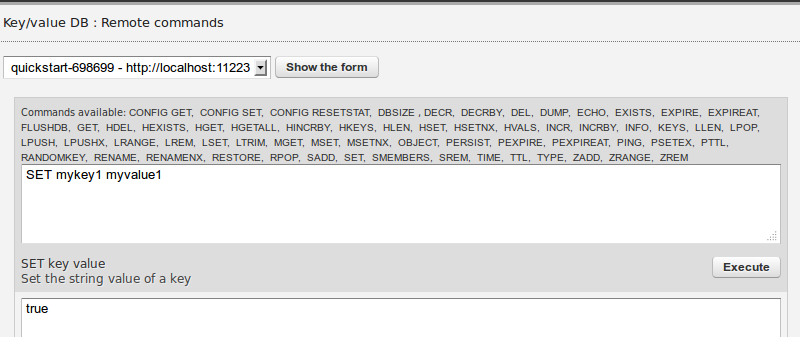 Key/value DB : Remote commands
quickstart-698699 - http://localhost:11223 Show the form
Commands available: CONFIG GET, CONFIG SET, CONFIG RESETSTAT, DBSIZE , DECR, DECRBY, DEL, DUMP, ECHO, EXISTS, EXPIRE, EXPIREAT,
FLUSHDB, GET, HDEL, HEXISTS, HGET, HGETALL, HINCRBY, HKEYS, HLEN, HSET, HSETNX, HVALS, INCR, INCRBY, INFO, KEYS, LLEN, LPOP,
LPUSH, LPUSHX, LRANGE, LREM, LSET, LTRIM, MGET, MSET, MSETNX, OBJECT, PERSIST, PEXPIRE, PEXPIREAT, PING, PSETEX, PTTL,
RANDOMKEY, RENAME, RENAMENX, RESTORE, RPOP, SADD, SET, SMEMBERS, SREM, TIME, TTL, TYPE, ZADD, ZRANGE, ZREM
SET mykey1 myvalue1
SET key value
Set the string value of a key
Execute
true